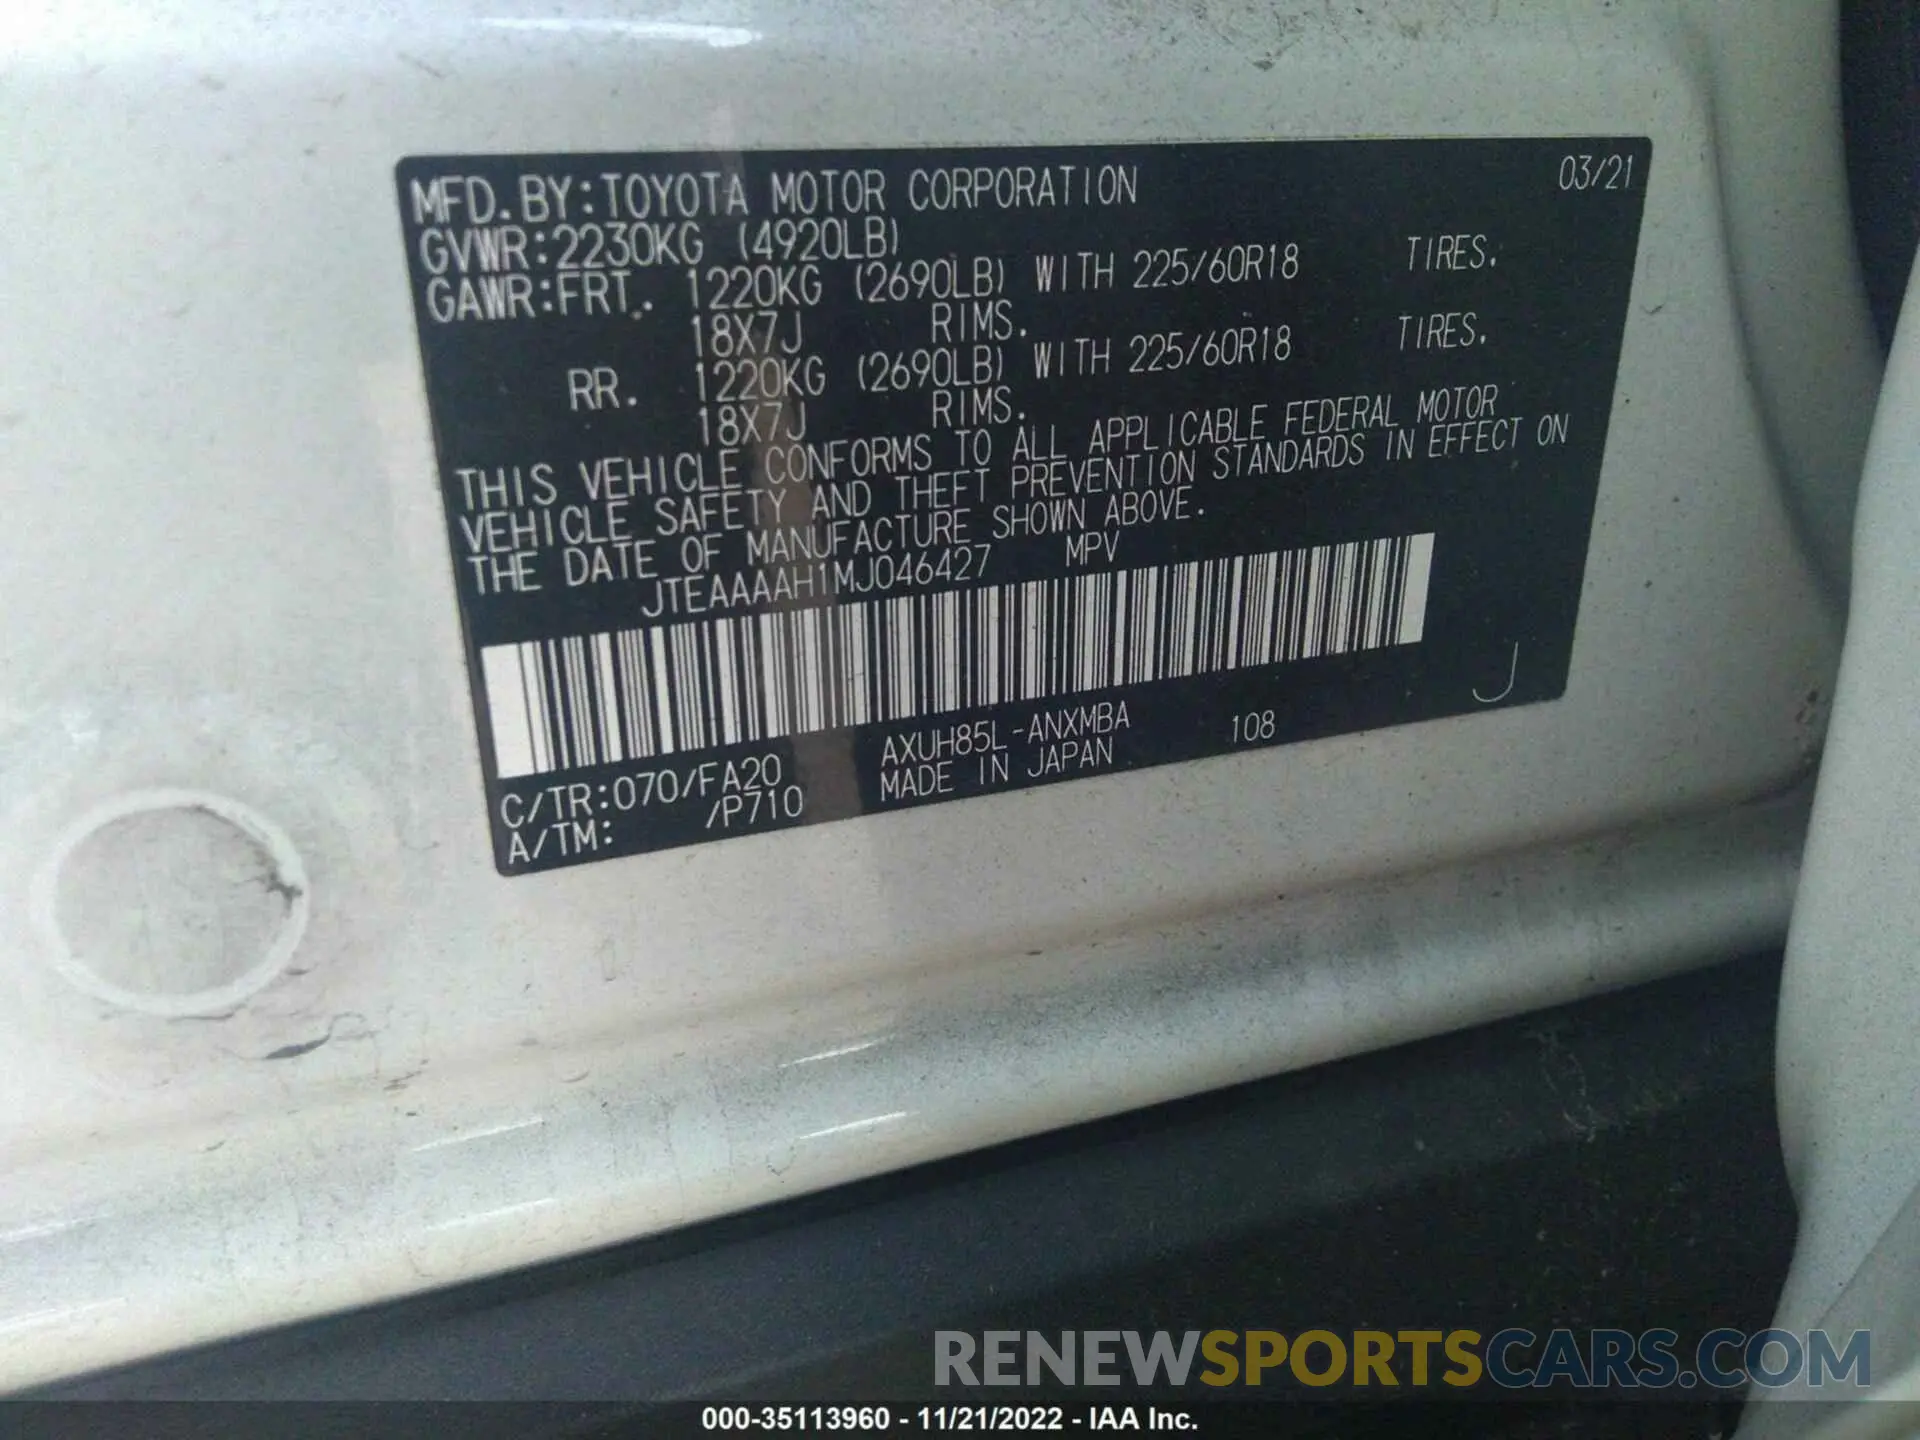 MFD.BY:TOYOTA MOTOR CORPORATION 03/21
GVWR:2230KG (4920LB)
GAWR:FRT. 1220KG (2690LB) WITH 225/60R18 TIRES.
18X7J RIMS.
RR. 1220KG (2690LB) WITH 225/60R18 TIRES.
18X7J RIMS.
THIS VEHICLE CONFORMS TO ALL APPLICABLE FEDERAL MOTOR
VEHICLE SAFETY AND THEFT PREVENTION STANDARDS IN EFFECT ON
THE DATE OF MANUFACTURE SHOWN ABOVE.
JTEAAAAH1MJ046427 MPV
J
C/TR:070/FA20 AXUH85L-ANXMBA 108
A/TM: /P710 MADE IN JAPAN
RENEWSPORTSCARS.COM
000-35113960 - 11/21/2022 - IAA Inc.